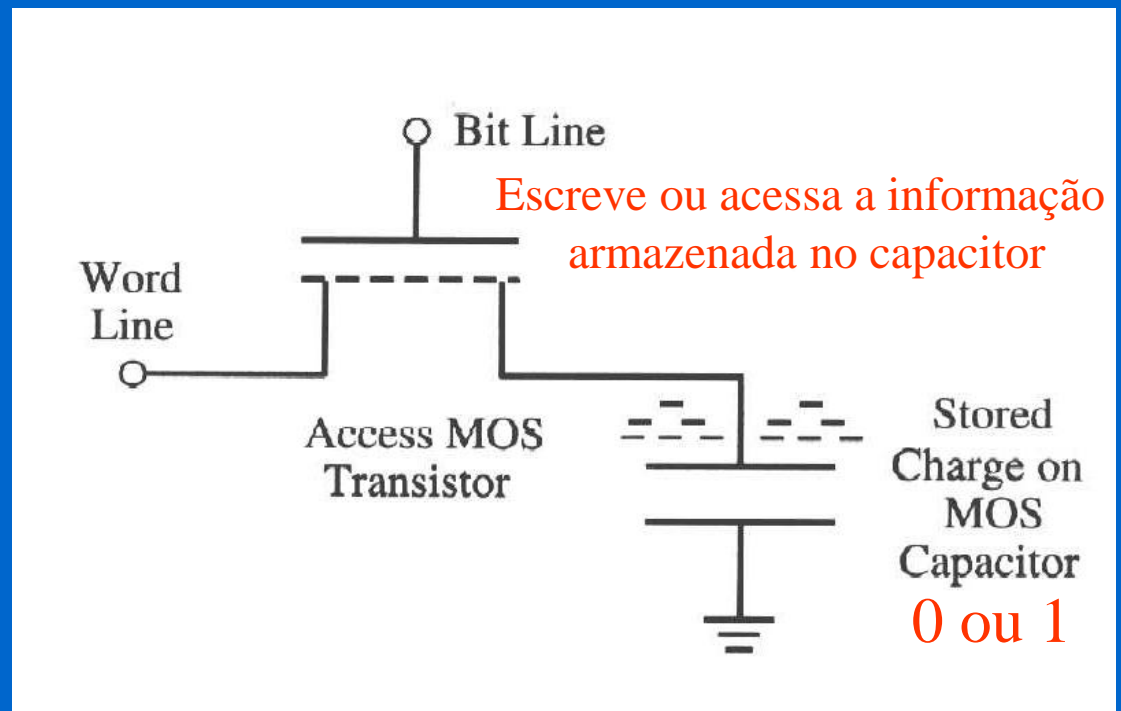 Bit Line
Escreve ou acessa a informação
armazenada no capacitor
Word
Line
Access MOS
Transistor
Stored
Charge on
MOS
Capacitor
0 ou 1